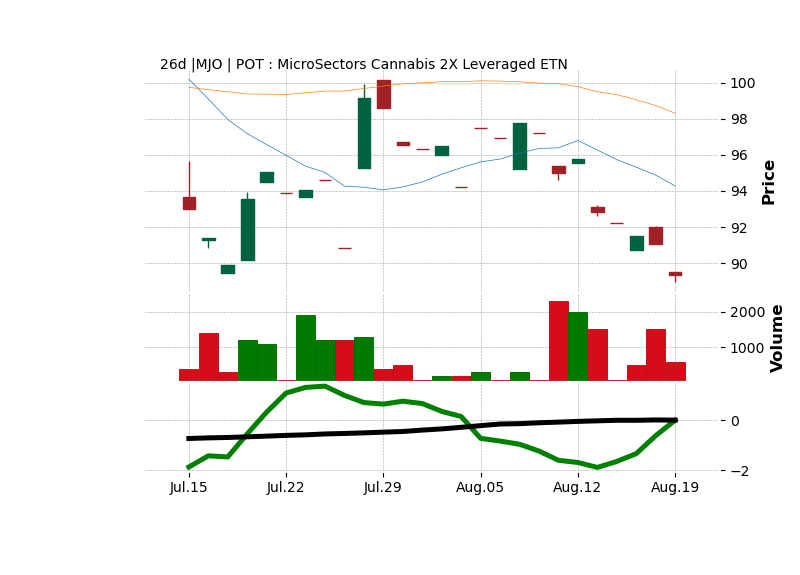 26d |MJO | POT : MicroSectors Cannabis 2X Leveraged ETN
100
98
96
94
92
90
Price
2000
1000
Volume
0
−2
Jul.15 Jul.22 Jul.29 Aug.05 Aug.12 Aug.19